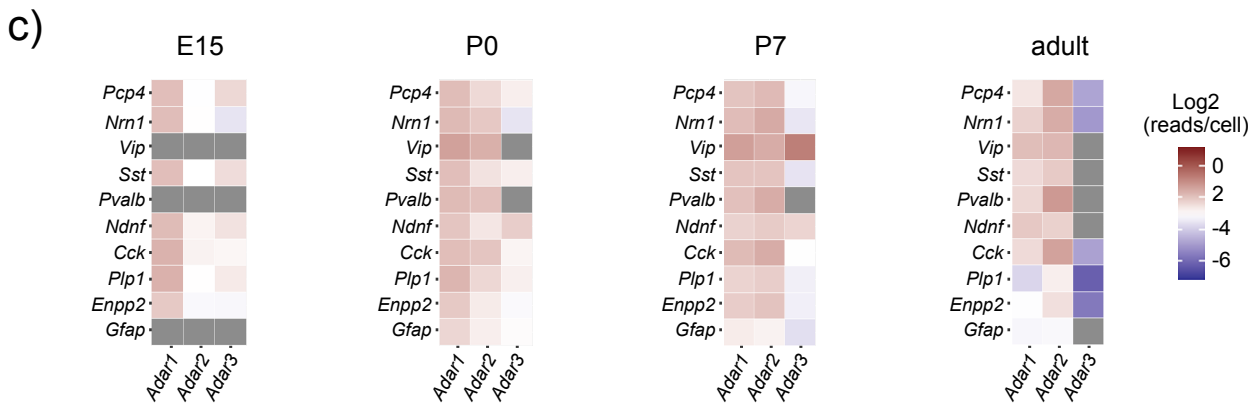 c)
E15
P0
P7
adult
Pcp4
Nrn1
Vip
Sst
Pvalb
Ndnf
Cck
Plp1
Enpp2
Gfap
Adar1
Adar2
Adar3
Pcp4
Nrn1
Vip
Sst
Pvalb
Ndnf
Cck
Plp1
Enpp2
Gfap
Adar1
Adar2
Adar3
Pcp4
Nrn1
Vip
Sst
Pvalb
Ndnf
Cck
Plp1
Enpp2
Gfap
Adar1
Adar2
Adar3
Pcp4
Nrn1
Vip
Sst
Pvalb
Ndnf
Cck
Plp1
Enpp2
Gfap
Adar1
Adar2
Adar3
Log2
(reads/cell)
0
2
-4
-6